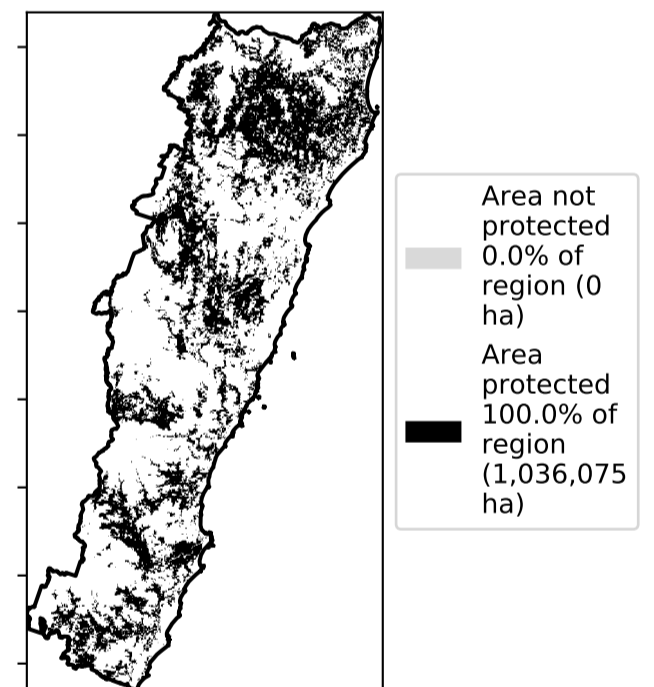 Area not
protected
0.0% of
region (0
ha)
Area
protected
100.0% of
region
(1,036,075
ha)